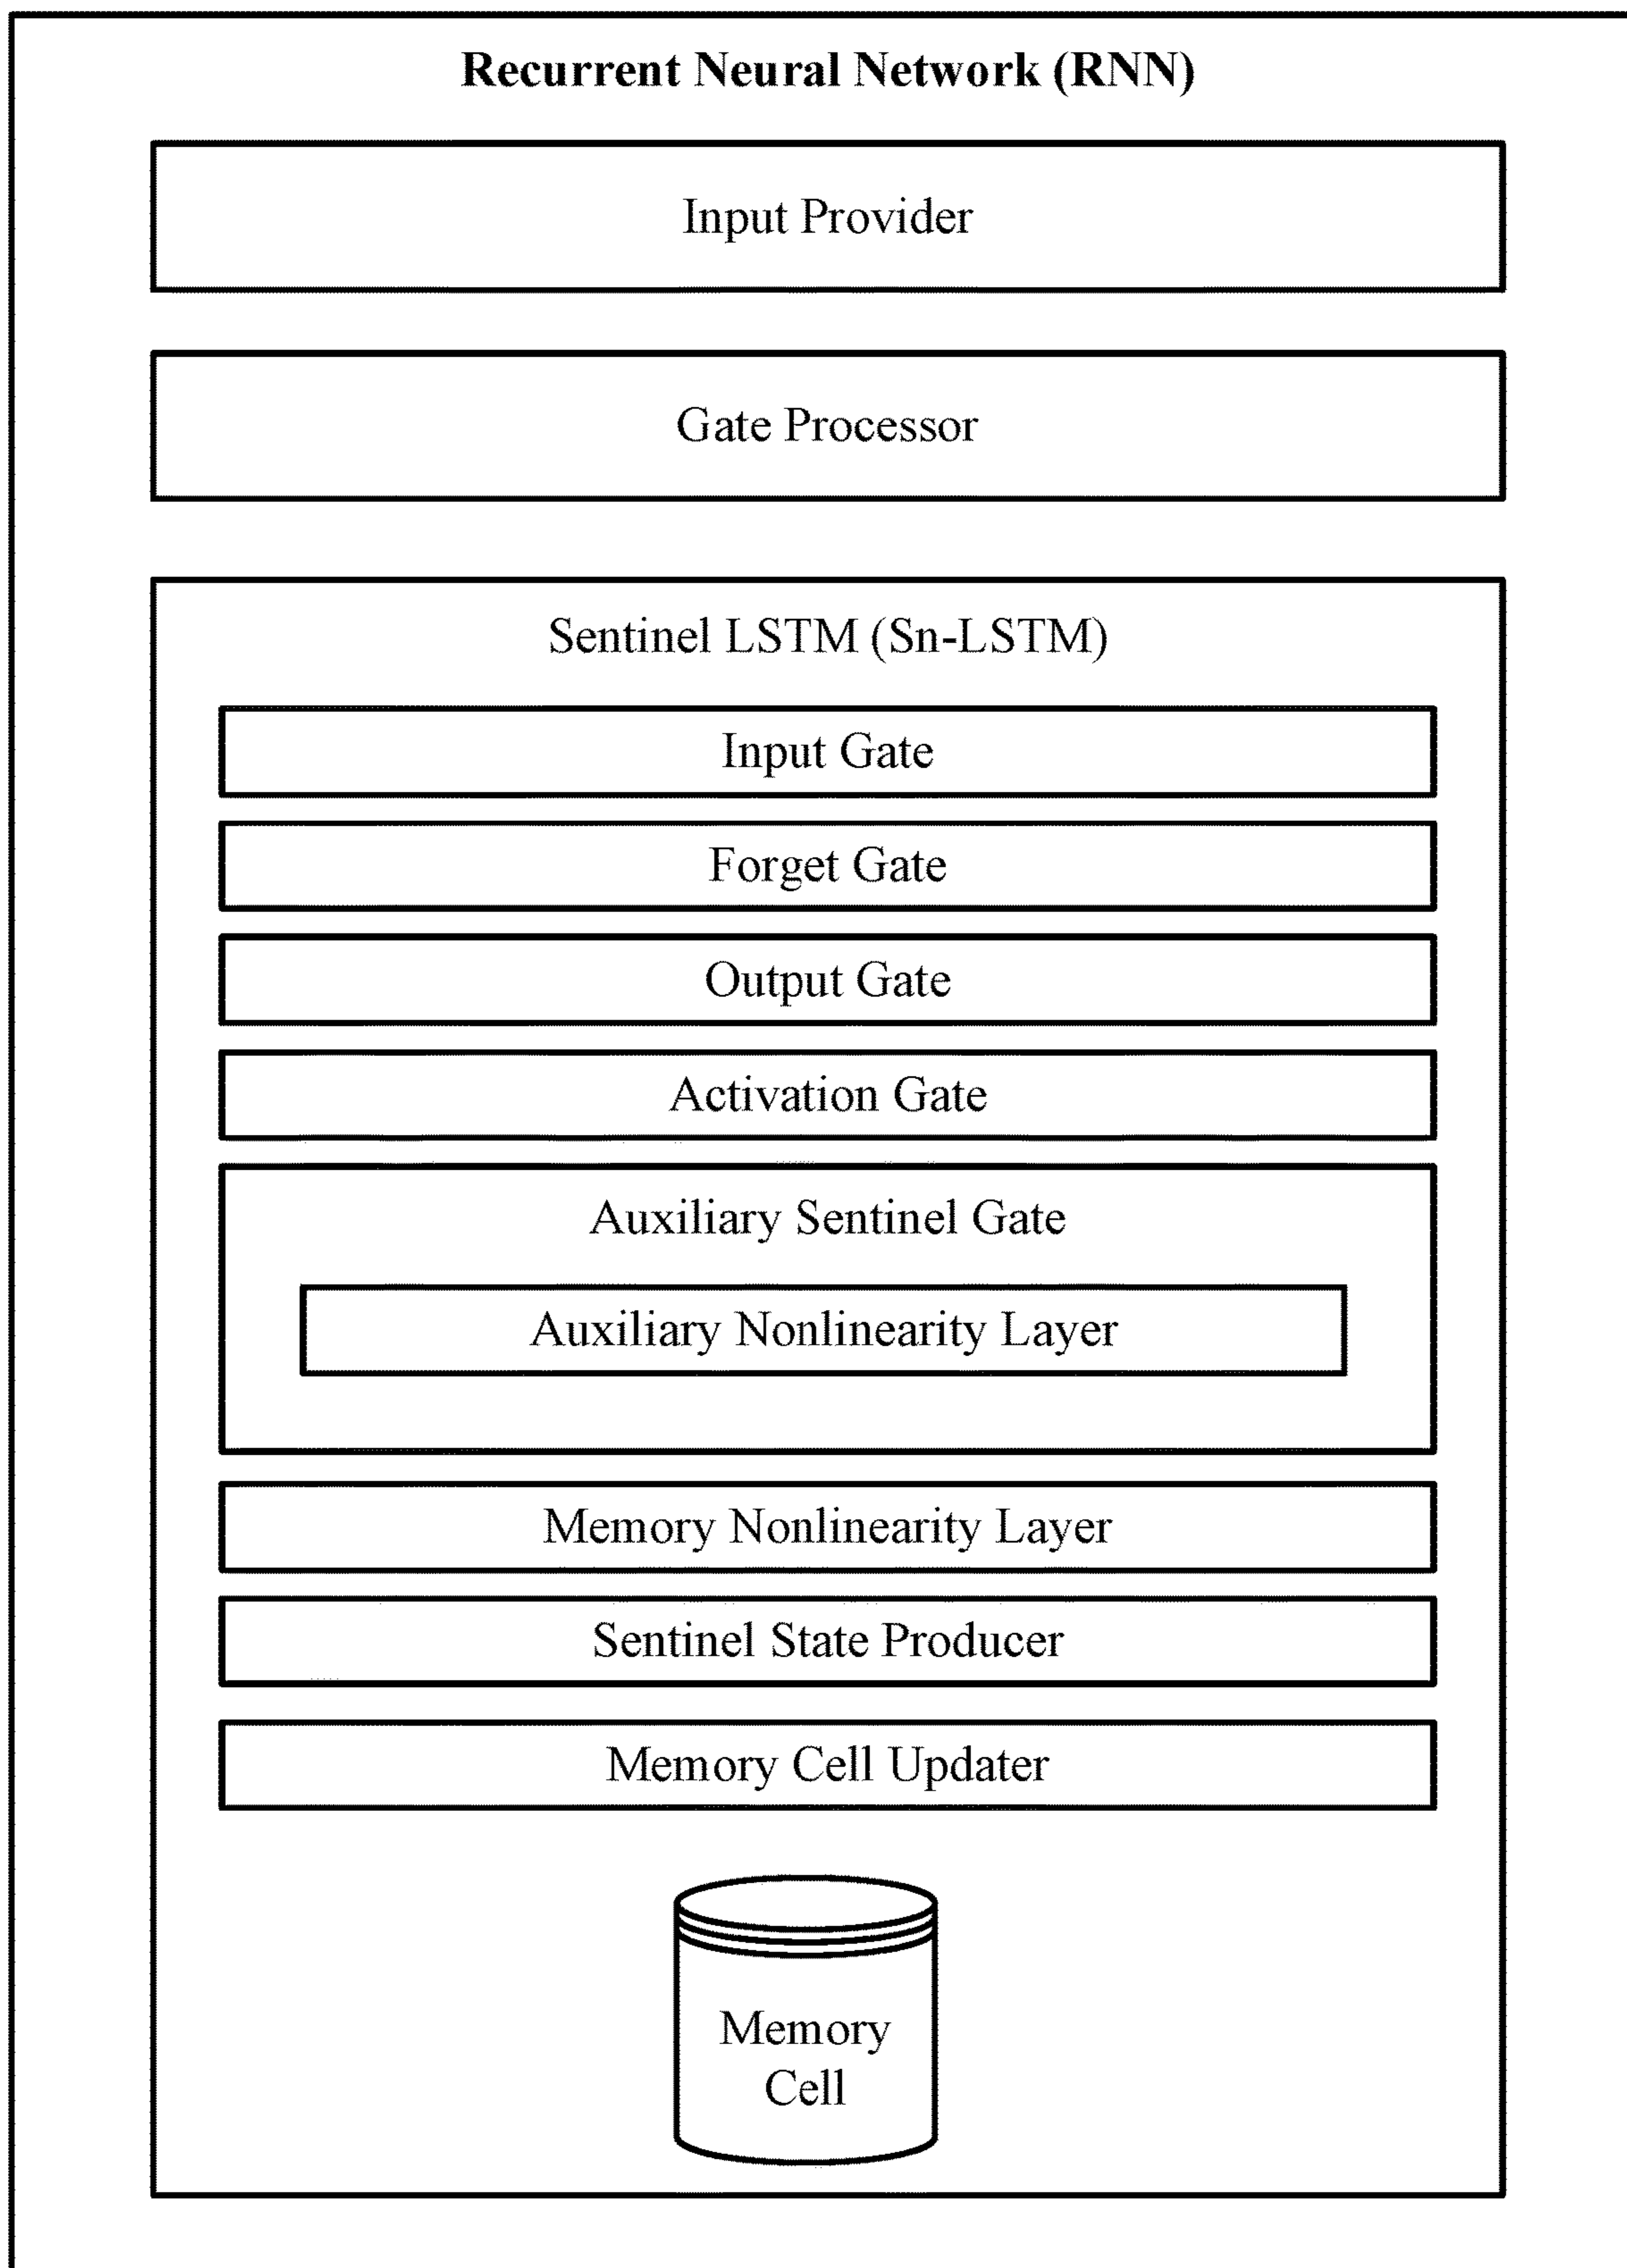 Recurrent Neural Network (RNN)
Input Provider
Gate Processor
Sentinel LSTM (Sn-LSTM)
Input Gate
Forget Gate
Output Gate
Activation Gate
Auxiliary Sentinel Gate
Auxiliary Nonlinearity Layer
Memory Nonlinearity Layer
Sentinel State Producer
Memory Cell Updater
Memory
Cell